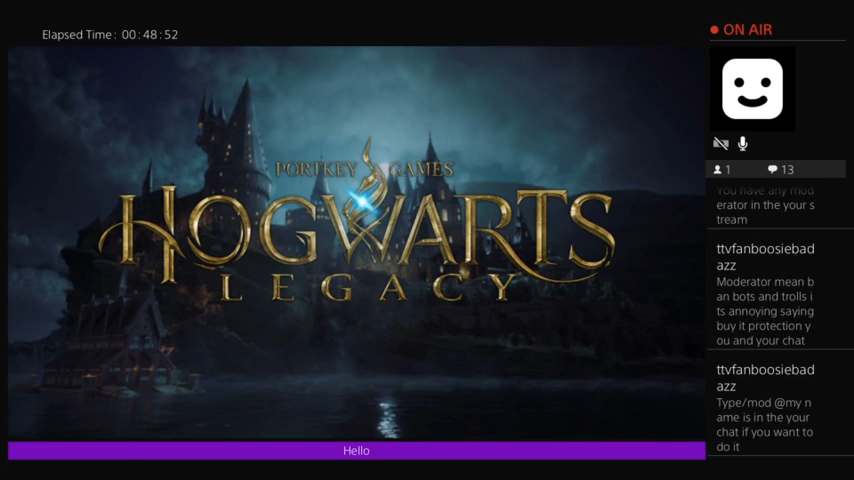 Elapsed Time: 00:48:52
ON AIR
PORTKEY GAMES
HOGWARTS
LEGACY
1 13
You have any mod
erator in the your s
tream
ttvfanboosiebad
azz
Moderator mean b
an bots and trolls i
ts annoying saying
buy it protection y
ou and your chat
ttvfanboosiebad
azz
Type/mod @my n
ame is in the your
chat if you want to
do it
Hello